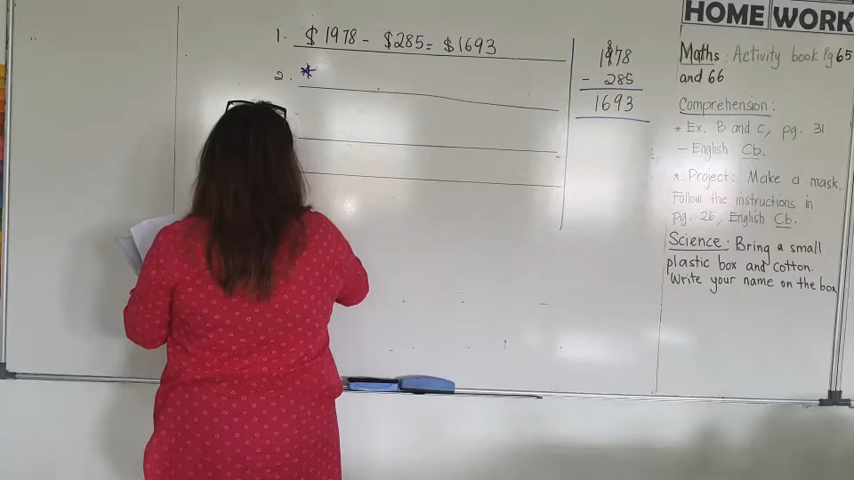 1. $1978 - $285 = $1693
2. *
1978
- 285
1693
HOME WORK
Maths: Activity book Pg 65
and 66
Comprehension:
* Ex. B and C, pg. 31
- English Cb.
* Project: Make a mask.
Follow the instructions in
pg. 26, English Cb.
Science: Bring a small
plastic box and cotton.
Write your name on the box